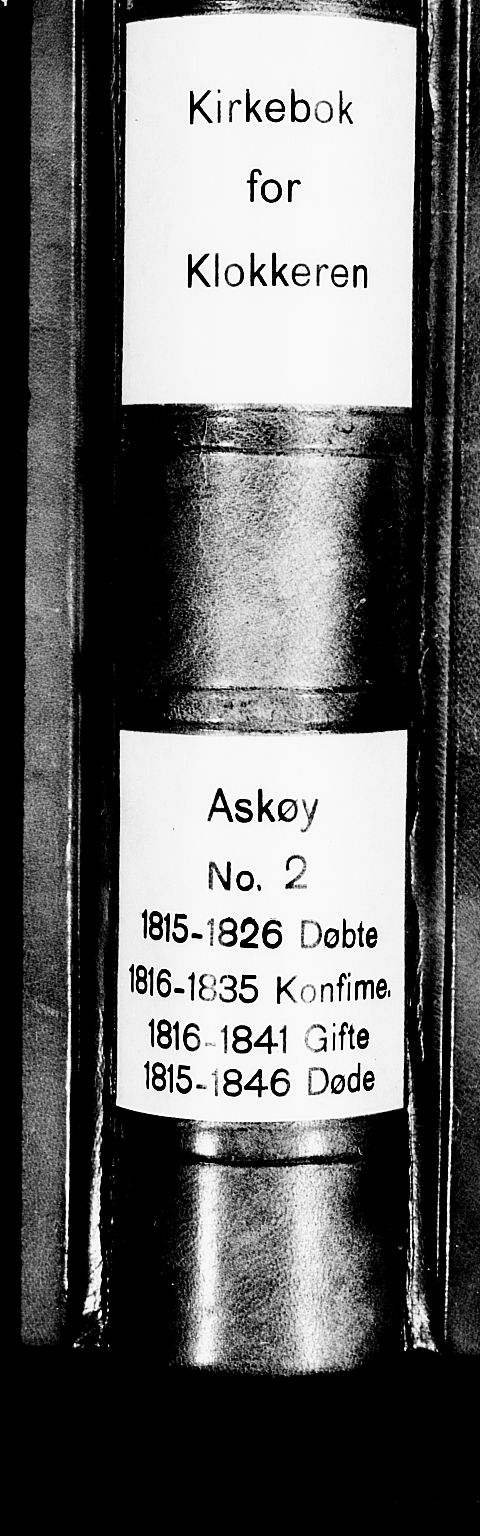 Kirkebok
for
Klokkeren
Askøy
No. 2
1815-1826 Døbte
1816-1835 Konfime.
1816-1841 Gifte
1815-1846 Døde